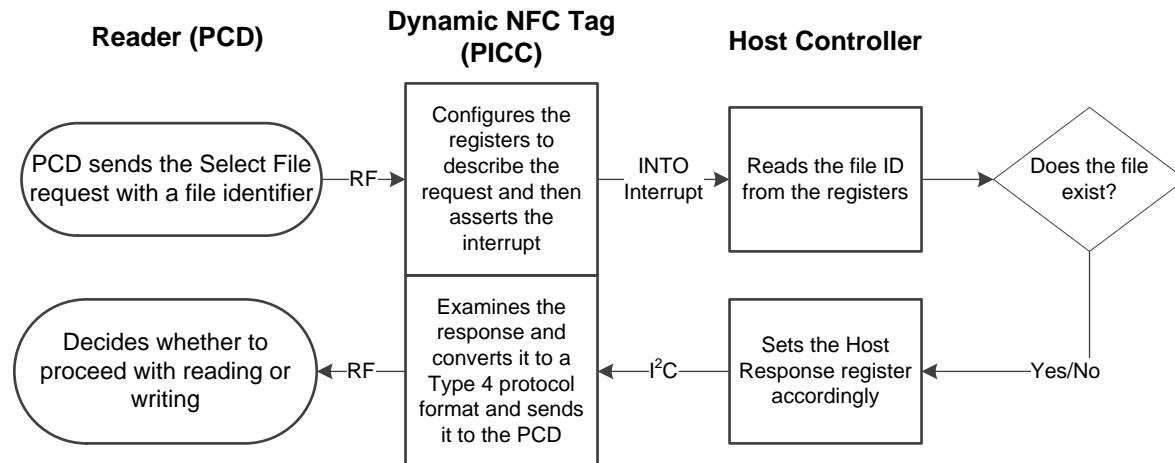 Reader (PCD)
Dynamic NFC Tag
(PICC)
Host Controller
PCD sends the Select File
request with a file identifier
RF
Configures the
registers to
describe the
request and then
asserts the
interrupt
INTO
Interrupt
Reads the file ID
from the registers
Does the file
exist?
Yes/No
Sets the Host
Response register
accordingly
I²C
Examines the
response and
converts it to a
Type 4 protocol
format and sends
it to the PCD
RF
Decides whether to
proceed with reading or
writing